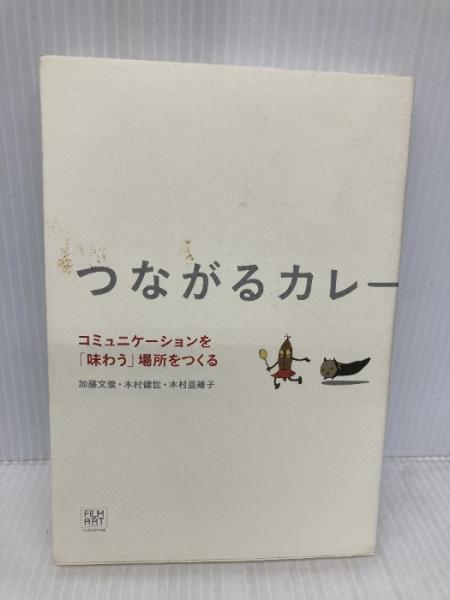 つながるカレー
コミュニケーションを
「味わう」場所をつくる
加藤文俊・木村健世・木村亜維子
FILM
ART